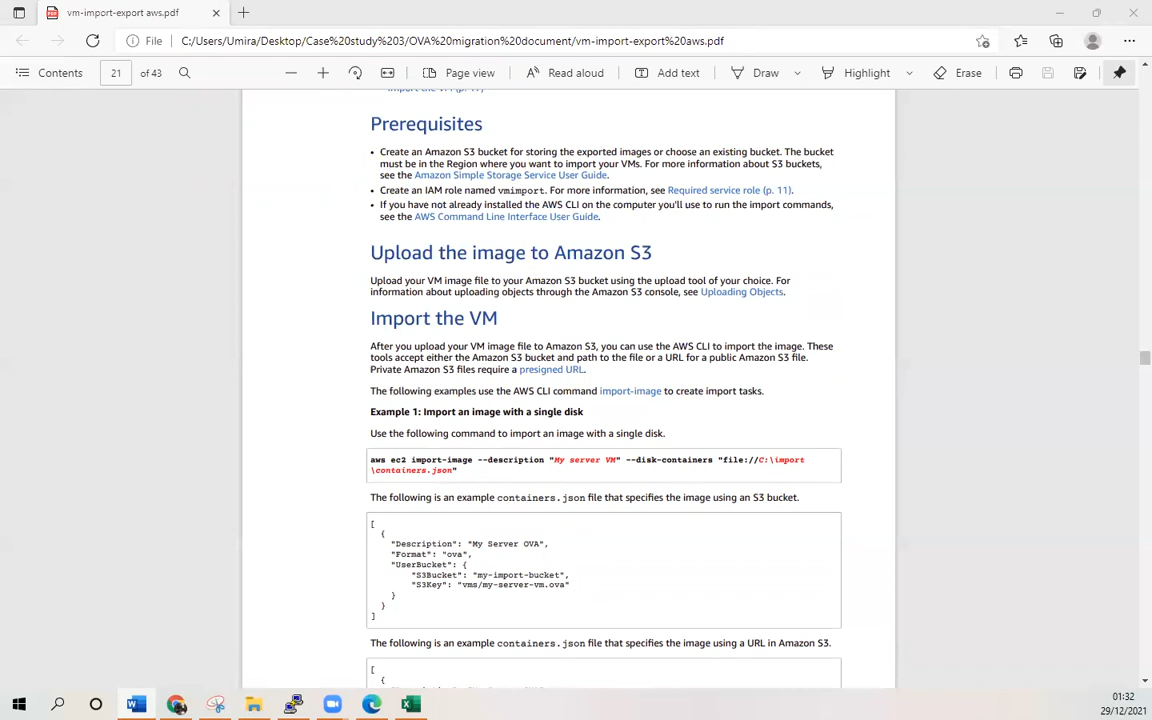 vm-import-export aws.pdf
File C:/Users/Umira/Desktop/Case%20study%203/OVA%20migration%20document/vm-import-export%20aws.pdf
Contents 21 of 43 Page view Read aloud Add text Draw Highlight Erase
Prerequisites
• Create an Amazon S3 bucket for storing the exported images or choose an existing bucket. The bucket
must be in the Region where you want to import your VMs. For more information about S3 buckets,
see the Amazon Simple Storage Service User Guide.
• Create an IAM role named vmimport. For more information, see Required service role (p. 11).
• If you have not already installed the AWS CLI on the computer you'll use to run the import commands,
see the AWS Command Line Interface User Guide.
Upload the image to Amazon S3
Upload your VM image file to your Amazon S3 bucket using the upload tool of your choice. For
information about uploading objects through the Amazon S3 console, see Uploading Objects.
Import the VM
After you upload your VM image file to Amazon S3, you can use the AWS CLI to import the image. These
tools accept either the Amazon S3 bucket and path to the file or a URL for a public Amazon S3 file.
Private Amazon S3 files require a presigned URL.
The following examples use the AWS CLI command import-image to create import tasks.
Example 1: Import an image with a single disk
Use the following command to import an image with a single disk.
aws ec2 import-image --description "My server VM" --disk-containers "file://C:\import
\containers.json"
The following is an example containers.json file that specifies the image using an S3 bucket.
[
{
"Description": "My Server OVA",
"Format": "ova",
"UserBucket": {
"S3Bucket": "my-import-bucket",
"S3Key": "vms/my-server-vm.ova"
}
}
]
The following is an example containers.json file that specifies the image using a URL in Amazon S3.
[
{
01:32
29/12/2021